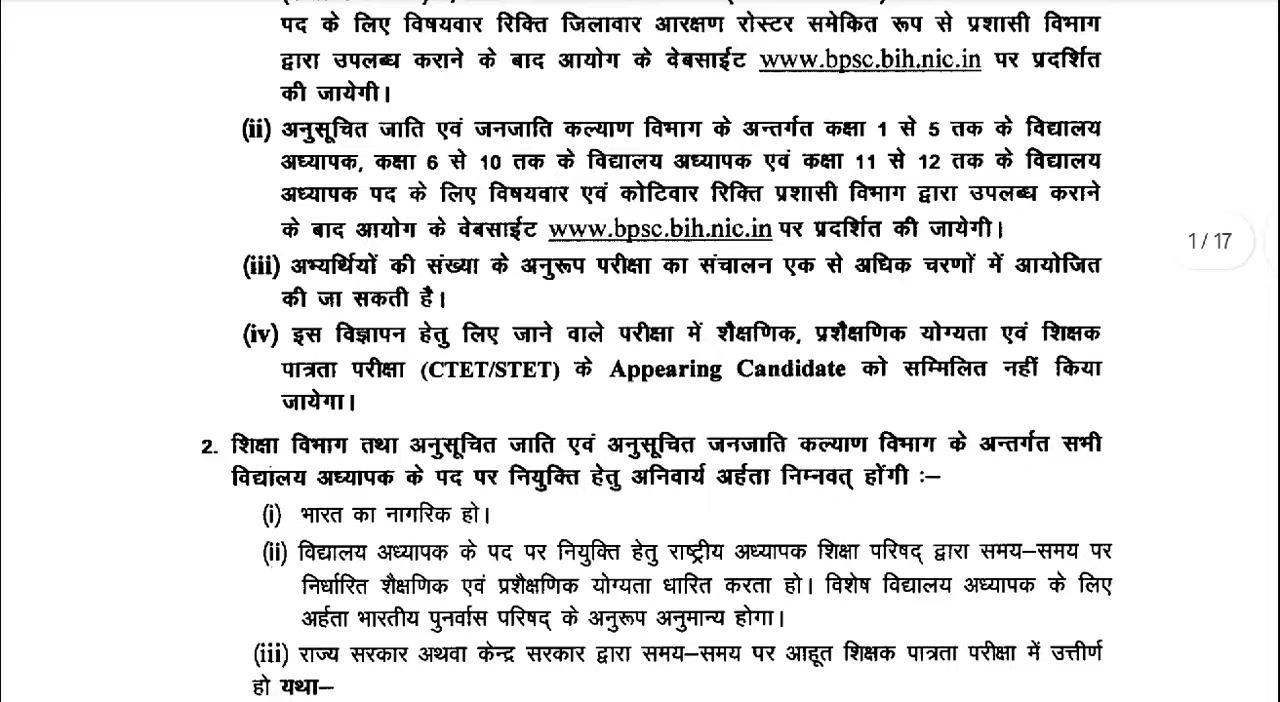 पद के लिए विषयवार रिक्ति जिलावार आरक्षण रोस्टर समेकित रूप से प्रशासी विभाग
द्वारा उपलब्ध कराने के बाद आयोग के वेबसाईट www.bpsc.bih.nic.in पर प्रदर्शित
की जायेगी।
(ii) अनुसूचित जाति एवं जनजाति कल्याण विभाग के अन्तर्गत कक्षा 1 से 5 तक के विद्यालय
अध्यापक, कक्षा 6 से 10 तक के विद्यालय अध्यापक एवं कक्षा 11 से 12 तक के विद्यालय
अध्यापक पद के लिए विषयवार एवं कोटिवार रिक्ति प्रशासी विभाग द्वारा उपलब्ध कराने
के बाद आयोग के वेबसाईट www.bpsc.bih.nic.in पर प्रदर्शित की जायेगी।
1 / 17
(iii) अभ्यर्थियों की संख्या के अनुरूप परीक्षा का संचालन एक से अधिक चरणों में आयोजित
की जा सकती है।
(iv) इस विज्ञापन हेतु लिए जाने वाले परीक्षा में शैक्षणिक, प्रशैक्षणिक योग्यता एवं शिक्षक
पात्रता परीक्षा (CTET/STET) के Appearing Candidate को सम्मिलित नहीं किया
जायेगा।
2. शिक्षा विभाग तथा अनुसूचित जाति एवं अनुसूचित जनजाति कल्याण विभाग के अन्तर्गत सभी
विद्यालय अध्यापक के पद पर नियुक्ति हेतु अनिवार्य अर्हता निम्नवत् होंगी :–
(i) भारत का नागरिक हो।
(ii) विद्यालय अध्यापक के पद पर नियुक्ति हेतु राष्ट्रीय अध्यापक शिक्षा परिषद् द्वारा समय–समय पर
निर्धारित शैक्षणिक एवं प्रशैक्षणिक योग्यता धारित करता हो। विशेष विद्यालय अध्यापक के लिए
अर्हता भारतीय पुनर्वास परिषद् के अनुरूप अनुमान्य होगा।
(iii) राज्य सरकार अथवा केन्द्र सरकार द्वारा समय–समय पर आहूत शिक्षक पात्रता परीक्षा में उत्तीर्ण
हो यथा–